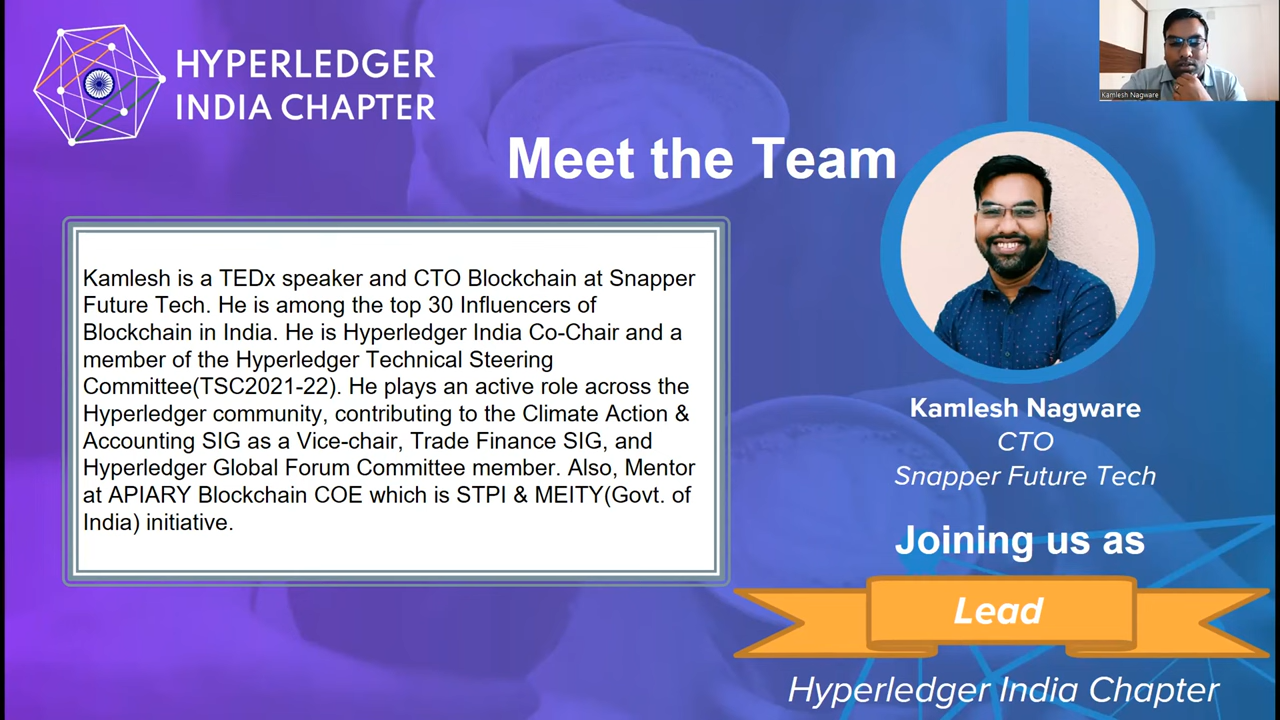 HYPERLEDGER
INDIA CHAPTER
Kamlesh Nagware
Meet the Team
Kamlesh is a TEDx speaker and CTO Blockchain at Snapper
Future Tech. He is among the top 30 Influencers of
Blockchain in India. He is Hyperledger India Co-Chair and a
member of the Hyperledger Technical Steering
Committee(TSC2021-22). He plays an active role across the
Hyperledger community, contributing to the Climate Action &
Accounting SIG as a Vice-chair, Trade Finance SIG, and
Hyperledger Global Forum Committee member. Also, Mentor
at APIARY Blockchain COE which is STPI & MEITY(Govt. of
India) initiative.
Kamlesh Nagware
CTO
Snapper Future Tech
Joining us as
Lead
Hyperledger India Chapter